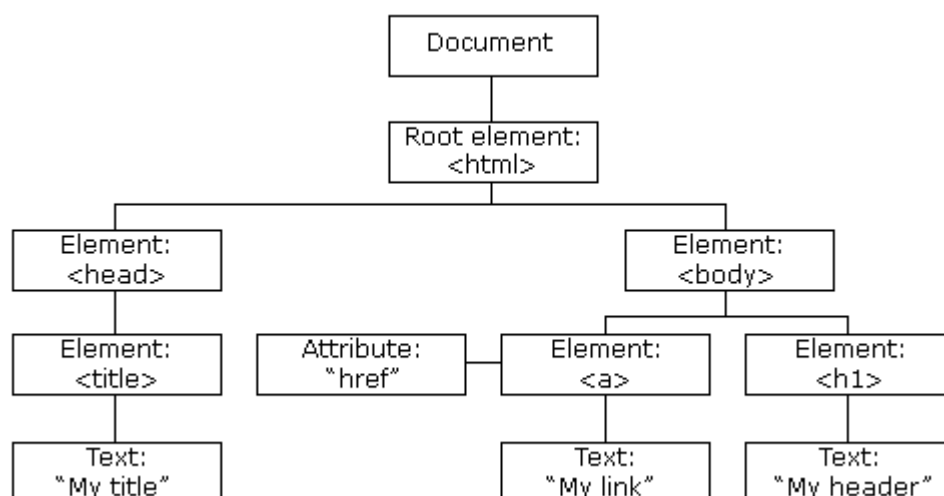 Document
Root element:
<html>
Element:
<head>
Element:
<body>
Element:
<title>
Attribute:
“href”
Element:
<a>
Element:
<h1>
Text:
“My title”
Text:
“My link”
Text:
“My header”